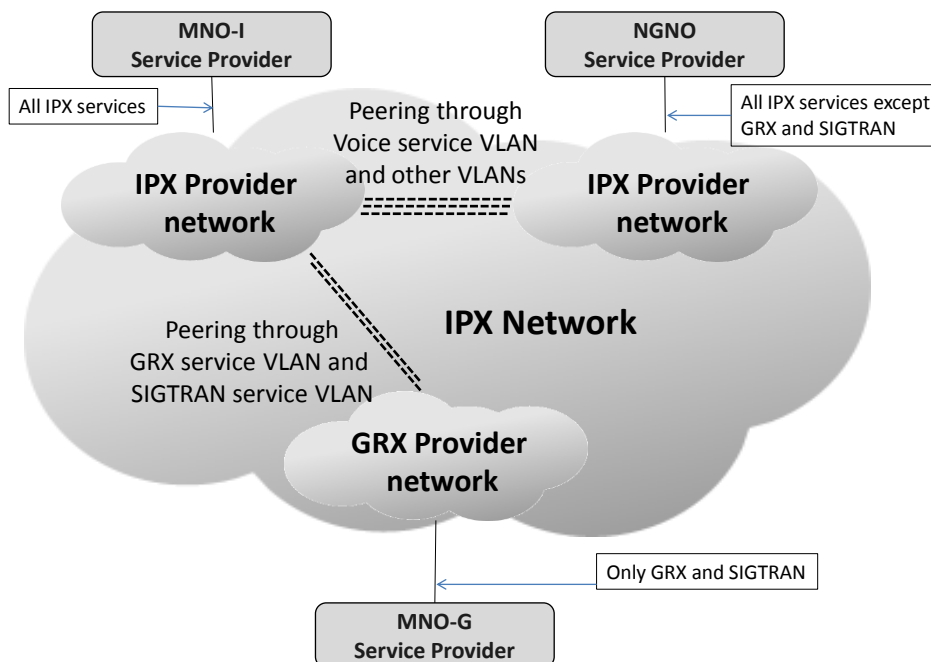 MNO-I
Service Provider
NGNO
Service Provider
All IPX services
All IPX services except
GRX and SIGTRAN
Peering through
Voice service VLAN
and other VLANs
IPX Provider
network
IPX Provider
network
IPX Network
Peering through
GRX service VLAN and
SIGTRAN service VLAN
GRX Provider
network
Only GRX and SIGTRAN
MNO-G
Service Provider